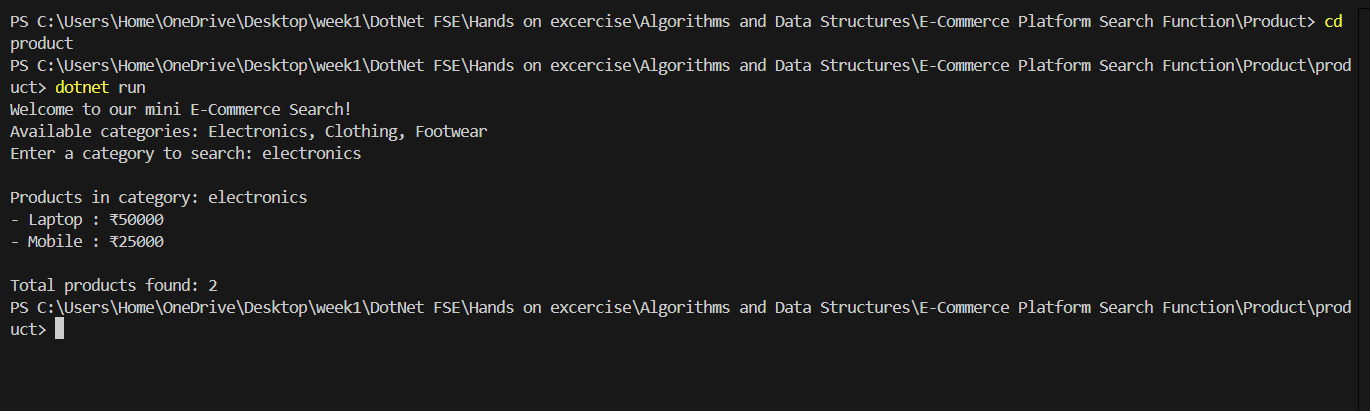 PS C:\Users\Home\OneDrive\Desktop\week1\DotNet FSE\Hands on excercise\Algorithms and Data Structures\E-Commerce Platform Search Function\Product> cd
product
PS C:\Users\Home\OneDrive\Desktop\week1\DotNet FSE\Hands on excercise\Algorithms and Data Structures\E-Commerce Platform Search Function\Product\prod
uct> dotnet run
Welcome to our mini E-Commerce Search!
Available categories: Electronics, Clothing, Footwear
Enter a category to search: electronics
Products in category: electronics
- Laptop : ₹50000
- Mobile : ₹25000
Total products found: 2
PS C:\Users\Home\OneDrive\Desktop\week1\DotNet FSE\Hands on excercise\Algorithms and Data Structures\E-Commerce Platform Search Function\Product\prod
uct>